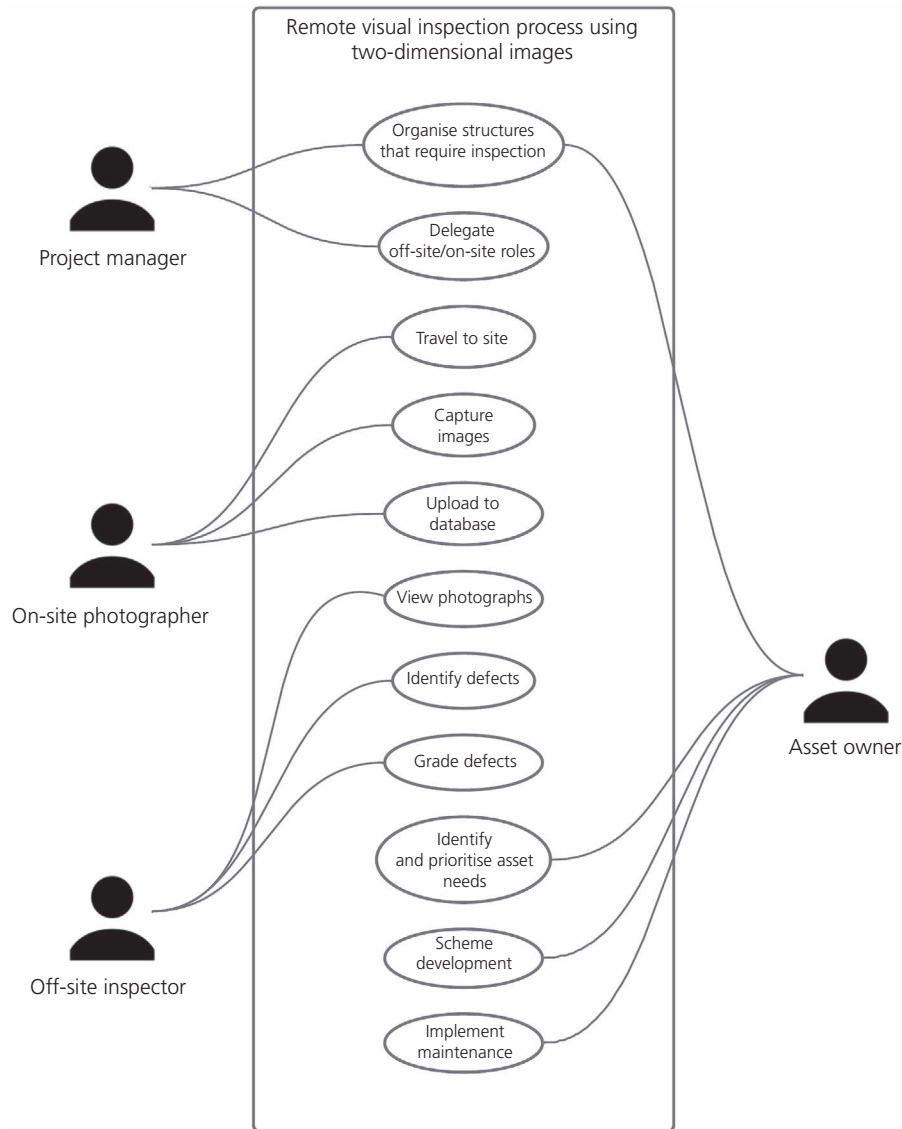 Remote visual inspection process using
two-dimensional images
Organise structures
that require inspection
Project manager
Delegate
off-site/on-site roles
Travel to site
Capture
images
On-site photographer
Upload to
database
View photographs
Identify defects
Asset owner
Grade defects
Identify
and prioritise asset
needs
Off-site inspector
Scheme
development
Implement
maintenance